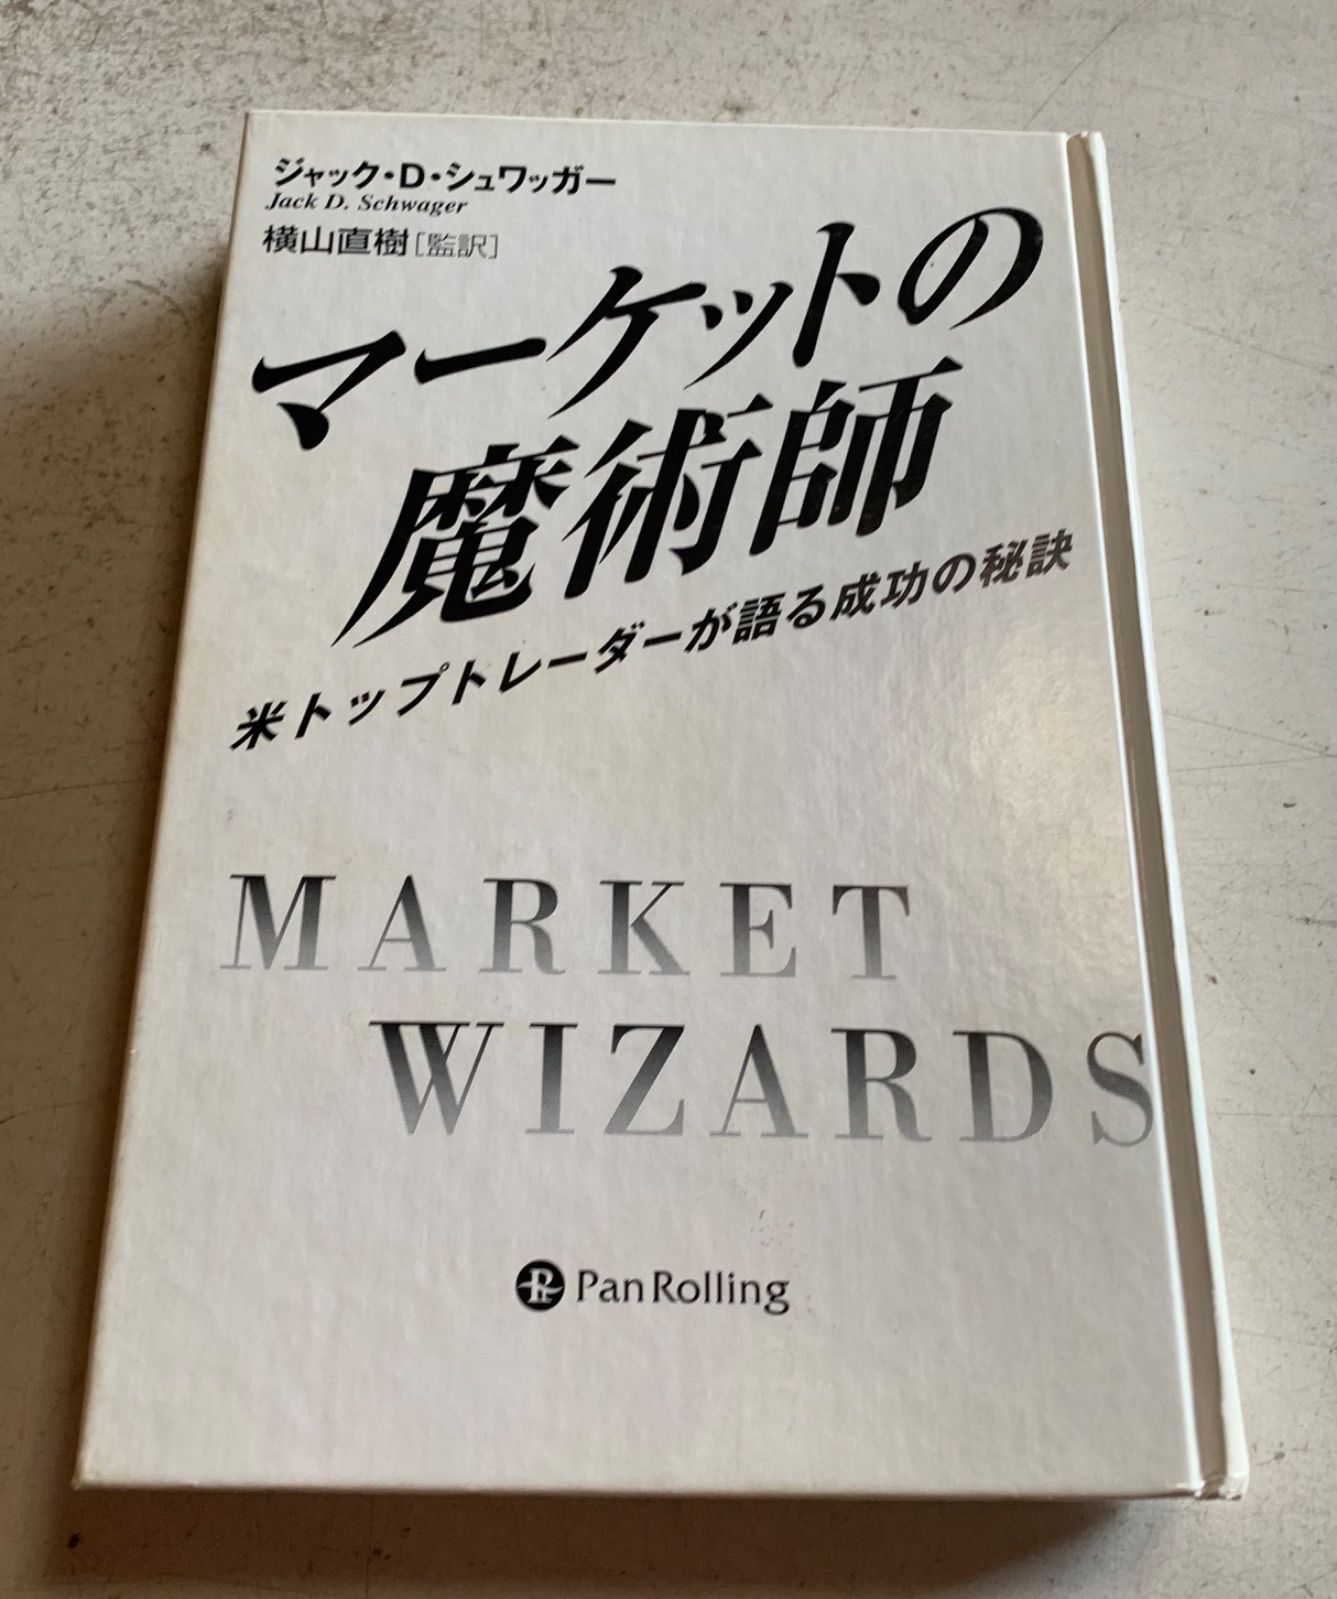 ジャック・D・シュワッガー
Jack D. Schwager
横山直樹[監訳]
マーケットの
魔術師
米トップトレーダーが語る成功の秘訣
MARKET
WIZARDS
PanRolling